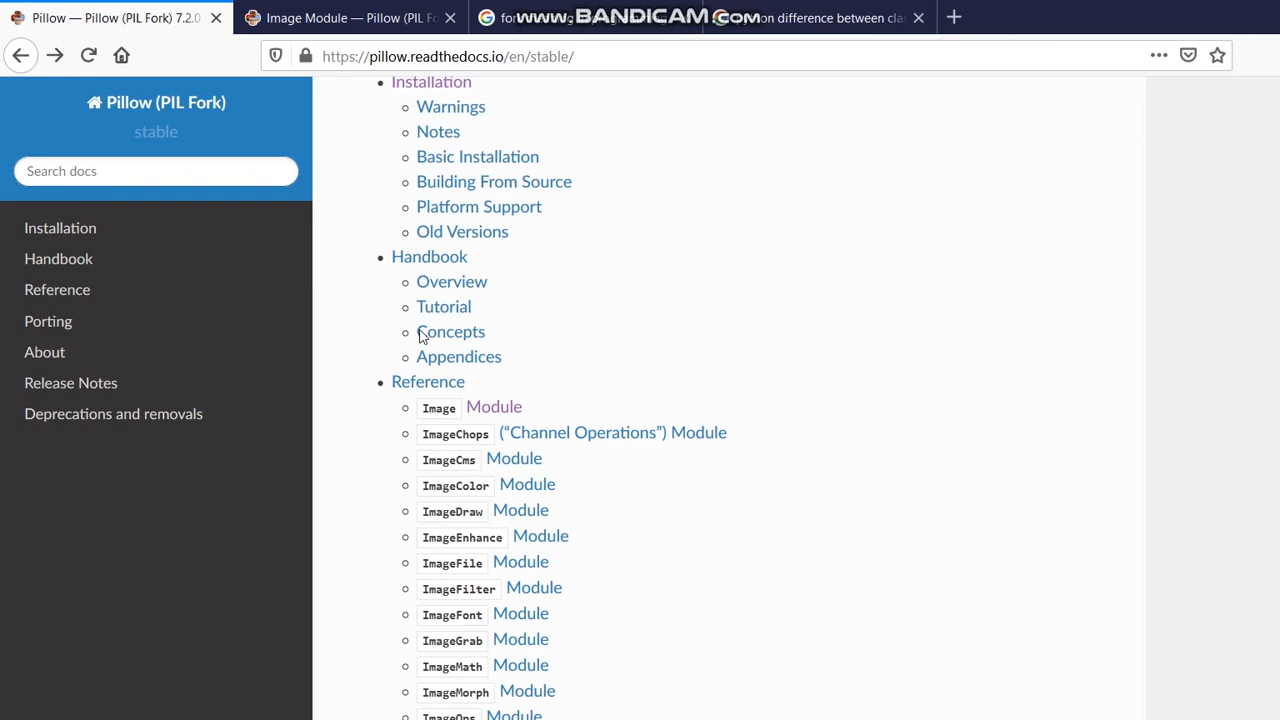 Pillow — Pillow (PIL Fork) 7.2.0
Image Module — Pillow (PIL Fo
for
www.BANDICAM.com
on difference between clas
https://pillow.readthedocs.io/en/stable/
Pillow (PIL Fork)
stable
Search docs
Installation
Handbook
Reference
Porting
About
Release Notes
Deprecations and removals
Installation
Warnings
Notes
Basic Installation
Building From Source
Platform Support
Old Versions
Handbook
Overview
Tutorial
Concepts
Appendices
Reference
Image Module
ImageChops (“Channel Operations”) Module
ImageCms Module
ImageColor Module
ImageDraw Module
ImageEnhance Module
ImageFile Module
ImageFilter Module
ImageFont Module
ImageGrab Module
ImageMath Module
ImageMorph Module
ImageOps Module